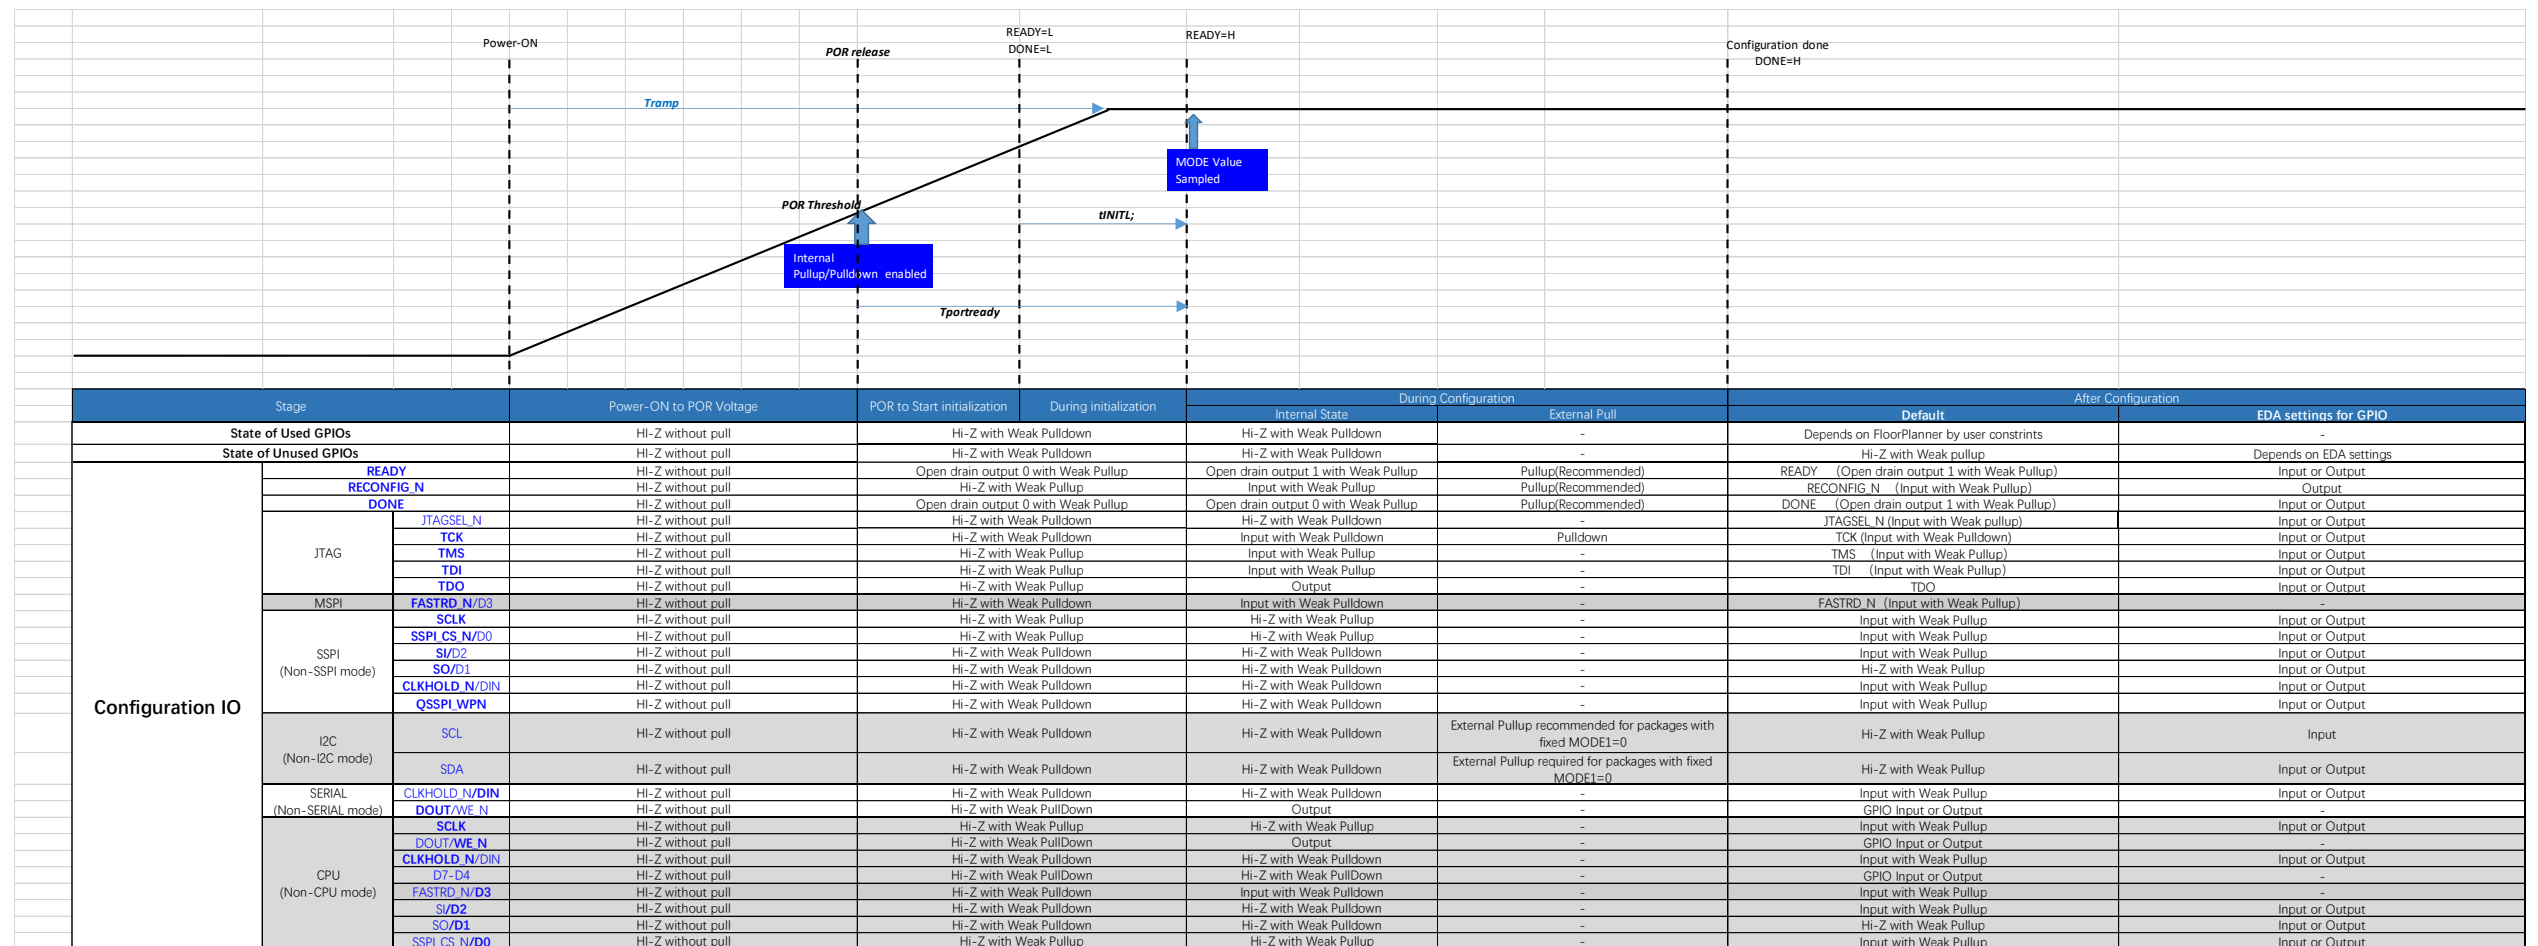 Power-ON
POR release
READY=L
DONE=L
READY=H
Configuration done
DONE=H
Tramp
MODE Value
Sampled
POR Threshold
tINITL;
Internal
Pullup/Pulldown enabled
Tportready
Stage Power-ON to POR Voltage POR to Start initialization During initialization During Configuration After Configuration
Internal State External Pull Default EDA settings for GPIO
State of Used GPIOs HI-Z without pull Hi-Z with Weak Pulldown Hi-Z with Weak Pulldown - Depends on FloorPlanner by user constrints -
State of Unused GPIOs HI-Z without pull Hi-Z with Weak Pulldown Hi-Z with Weak Pulldown - Hi-Z with Weak pullup Depends on EDA settings
Configuration IO
READY HI-Z without pull Open drain output 0 with Weak Pullup Open drain output 1 with Weak Pullup Pullup(Recommended) READY （Open drain output 1 with Weak Pullup） Input or Output
RECONFIG_N HI-Z without pull Hi-Z with Weak Pullup Input with Weak Pullup Pullup(Recommended) RECONFIG_N （Input with Weak Pullup） Output
DONE HI-Z without pull Open drain output 0 with Weak Pullup Open drain output 0 with Weak Pullup Pullup(Recommended) DONE （Open drain output 1 with Weak Pullup） Input or Output
JTAG
JTAGSEL_N HI-Z without pull Hi-Z with Weak Pulldown Hi-Z with Weak Pulldown - JTAGSEL_N (Input with Weak pullup) Input or Output
TCK HI-Z without pull Hi-Z with Weak Pulldown Input with Weak Pulldown Pulldown TCK (Input with Weak Pulldown) Input or Output
TMS HI-Z without pull Hi-Z with Weak Pullup Input with Weak Pullup - TMS （Input with Weak Pullup） Input or Output
TDI HI-Z without pull Hi-Z with Weak Pullup Input with Weak Pullup - TDI （Input with Weak Pullup） Input or Output
TDO HI-Z without pull Hi-Z with Weak Pullup Output - TDO Input or Output
MSPI FASTRD_N/D3 HI-Z without pull Hi-Z with Weak Pulldown Input with Weak Pulldown - FASTRD_N（Input with Weak Pullup） -
SSPI
(Non-SSPI mode)
SCLK HI-Z without pull Hi-Z with Weak Pullup Hi-Z with Weak Pullup - Input with Weak Pullup Input or Output
SSPI_CS_N/D0 HI-Z without pull Hi-Z with Weak Pullup Hi-Z with Weak Pullup - Input with Weak Pullup Input or Output
SI/D2 HI-Z without pull Hi-Z with Weak Pulldown Hi-Z with Weak Pulldown - Input with Weak Pullup Input or Output
SO/D1 HI-Z without pull Hi-Z with Weak Pulldown Hi-Z with Weak Pulldown - Hi-Z with Weak Pullup Input or Output
CLKHOLD_N/DIN HI-Z without pull Hi-Z with Weak Pulldown Hi-Z with Weak Pulldown - Input with Weak Pullup Input or Output
QSSPI_WPN HI-Z without pull Hi-Z with Weak Pulldown Hi-Z with Weak Pulldown - Input with Weak Pullup Input or Output
I2C
(Non-I2C mode)
SCL HI-Z without pull Hi-Z with Weak Pulldown Hi-Z with Weak Pulldown External Pullup recommended for packages with fixed MODE1=0 Hi-Z with Weak Pullup Input
SDA HI-Z without pull Hi-Z with Weak Pulldown Hi-Z with Weak Pulldown External Pullup required for packages with fixed MODE1=0 Hi-Z with Weak Pullup Input or Output
SERIAL
(Non-SERIAL mode)
CLKHOLD_N/DIN HI-Z without pull Hi-Z with Weak Pulldown Hi-Z with Weak Pulldown - Input with Weak Pullup Input or Output
DOUT/WE_N HI-Z without pull Hi-Z with Weak PullDown Output - GPIO Input or Output -
CPU
(Non-CPU mode)
SCLK HI-Z without pull Hi-Z with Weak Pullup Hi-Z with Weak Pullup - Input with Weak Pullup Input or Output
DOUT/WE_N HI-Z without pull Hi-Z with Weak PullDown Output - GPIO Input or Output -
CLKHOLD_N/DIN HI-Z without pull Hi-Z with Weak Pulldown Hi-Z with Weak Pulldown - Input with Weak Pullup Input or Output
D7-D4 HI-Z without pull Hi-Z with Weak PullDown Hi-Z with Weak PullDown - GPIO Input or Output -
FASTRD_N/D3 HI-Z without pull Hi-Z with Weak Pulldown Input with Weak Pulldown - Input with Weak Pullup -
SI/D2 HI-Z without pull Hi-Z with Weak Pulldown Hi-Z with Weak Pulldown - Input with Weak Pullup Input or Output
SO/D1 HI-Z without pull Hi-Z with Weak Pulldown Hi-Z with Weak Pulldown - Hi-Z with Weak Pullup Input or Output
SSPI_CS_N/D0 HI-Z without pull Hi-Z with Weak Pullup Hi-Z with Weak Pullup - Input with Weak Pullup Input or Output